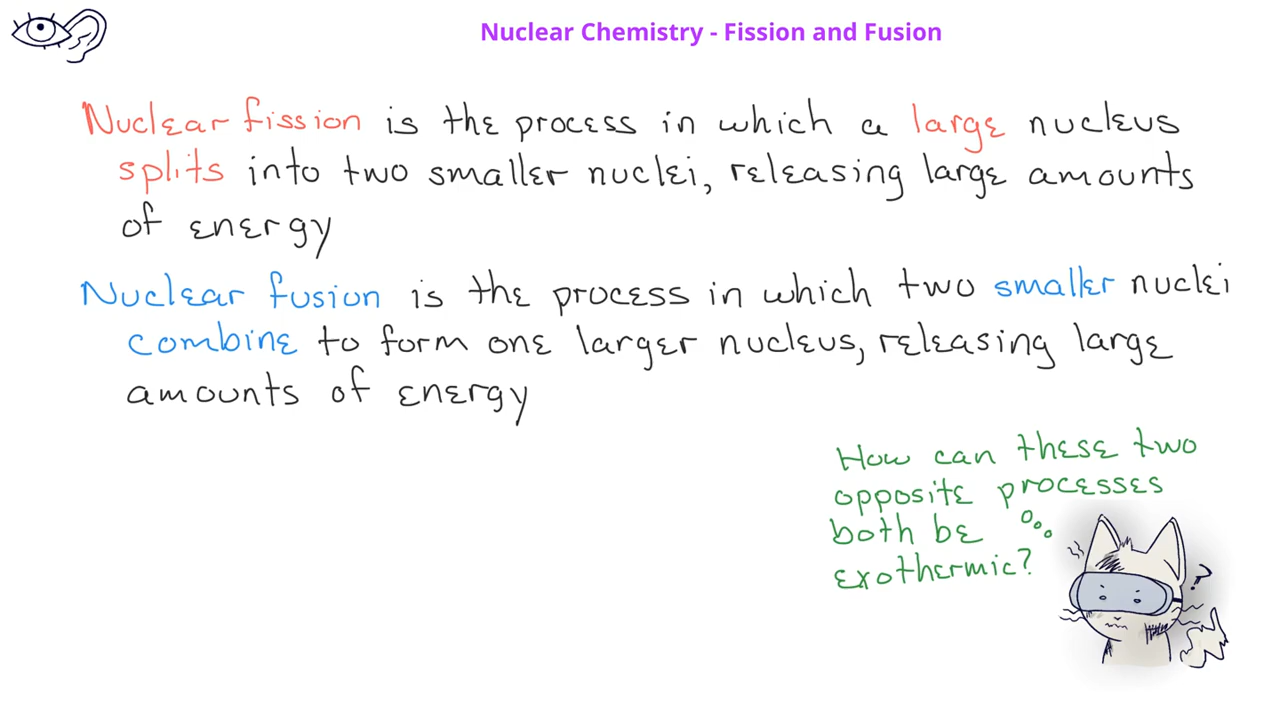 Nuclear Chemistry - Fission and Fusion
Nuclear fission is the process in which a large nucleus
splits into two smaller nuclei, releasing large amounts
of energy
Nuclear fusion is the process in which two smaller nuclei
combine to form one larger nucleus, releasing large
amounts of energy
How can these two
opposite processes
both be
exothermic?
?